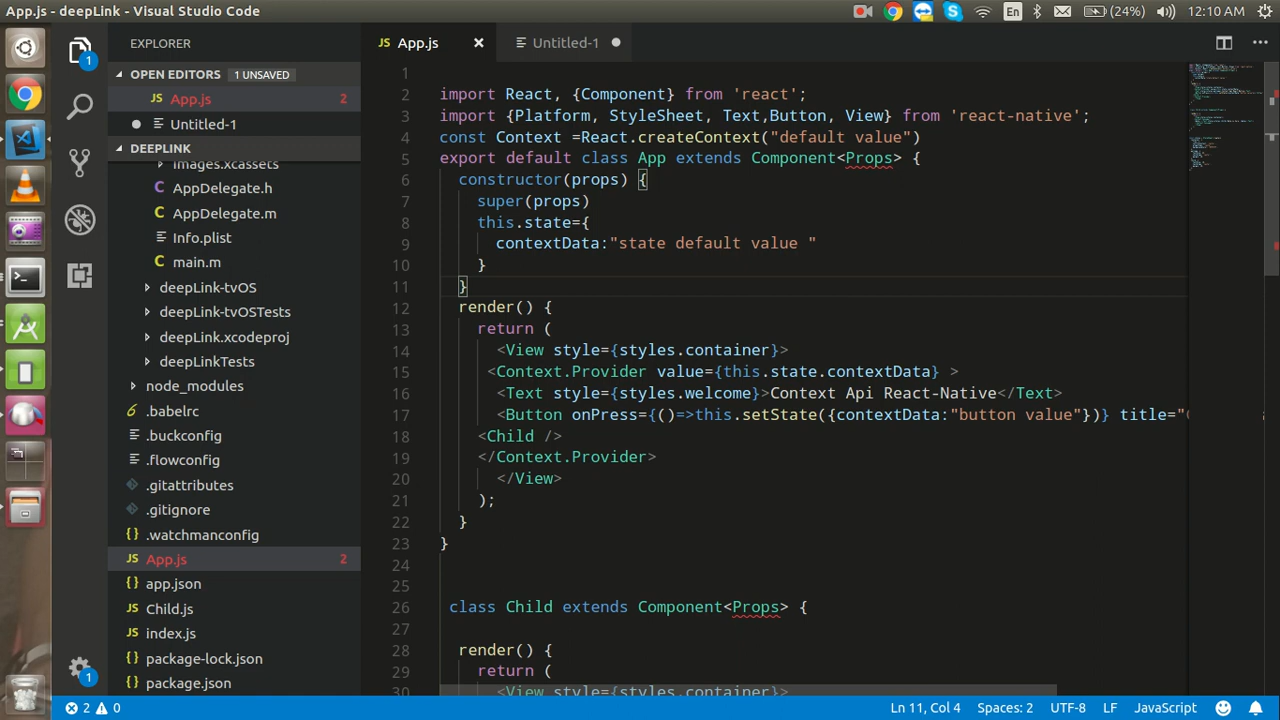 App.js - deepLink - Visual Studio Code
En
(24%)
12:10 AM
EXPLORER
OPEN EDITORS 1 UNSAVED
App.js 2
Untitled-1
DEEPLINK
Images.xcassets
AppDelegate.h
AppDelegate.m
Info.plist
main.m
deepLink-tvOS
deepLink-tvOSTests
deepLink.xcodeproj
deepLinkTests
node_modules
.babelrc
.buckconfig
.flowconfig
.gitattributes
.gitignore
.watchmanconfig
App.js 2
app.json
Child.js
index.js
package-lock.json
package.json
1
1
JS App.js
Untitled-1
1
2 import React, {Component} from 'react';
3 import {Platform, StyleSheet, Text,Button, View} from 'react-native';
4 const Context =React.createContext("default value")
5 export default class App extends Component<Props> {
6 constructor(props) {
7 super(props)
8 this.state={
9 contextData:"state default value "
10 }
11 }
12 render() {
13 return (
14 <View style={styles.container}>
15 <Context.Provider value={this.state.contextData} >
16 <Text style={styles.welcome}>Context Api React-Native</Text>
17 <Button onPress={()=>this.setState({contextData:"button value"})} title="
18 <Child />
19 </Context.Provider>
20 </View>
21 );
22 }
23 }
24
25
26 class Child extends Component<Props> {
27
28 render() {
29 return (
30 <View style={styles.container}>
2 0
Ln 11, Col 4
Spaces: 2
UTF-8
LF
JavaScript